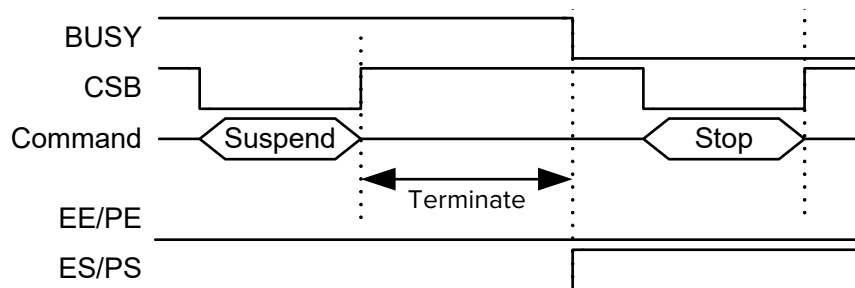 BUSY
CSB
Command
Suspend
Stop
Terminate
EE/PE
ES/PS